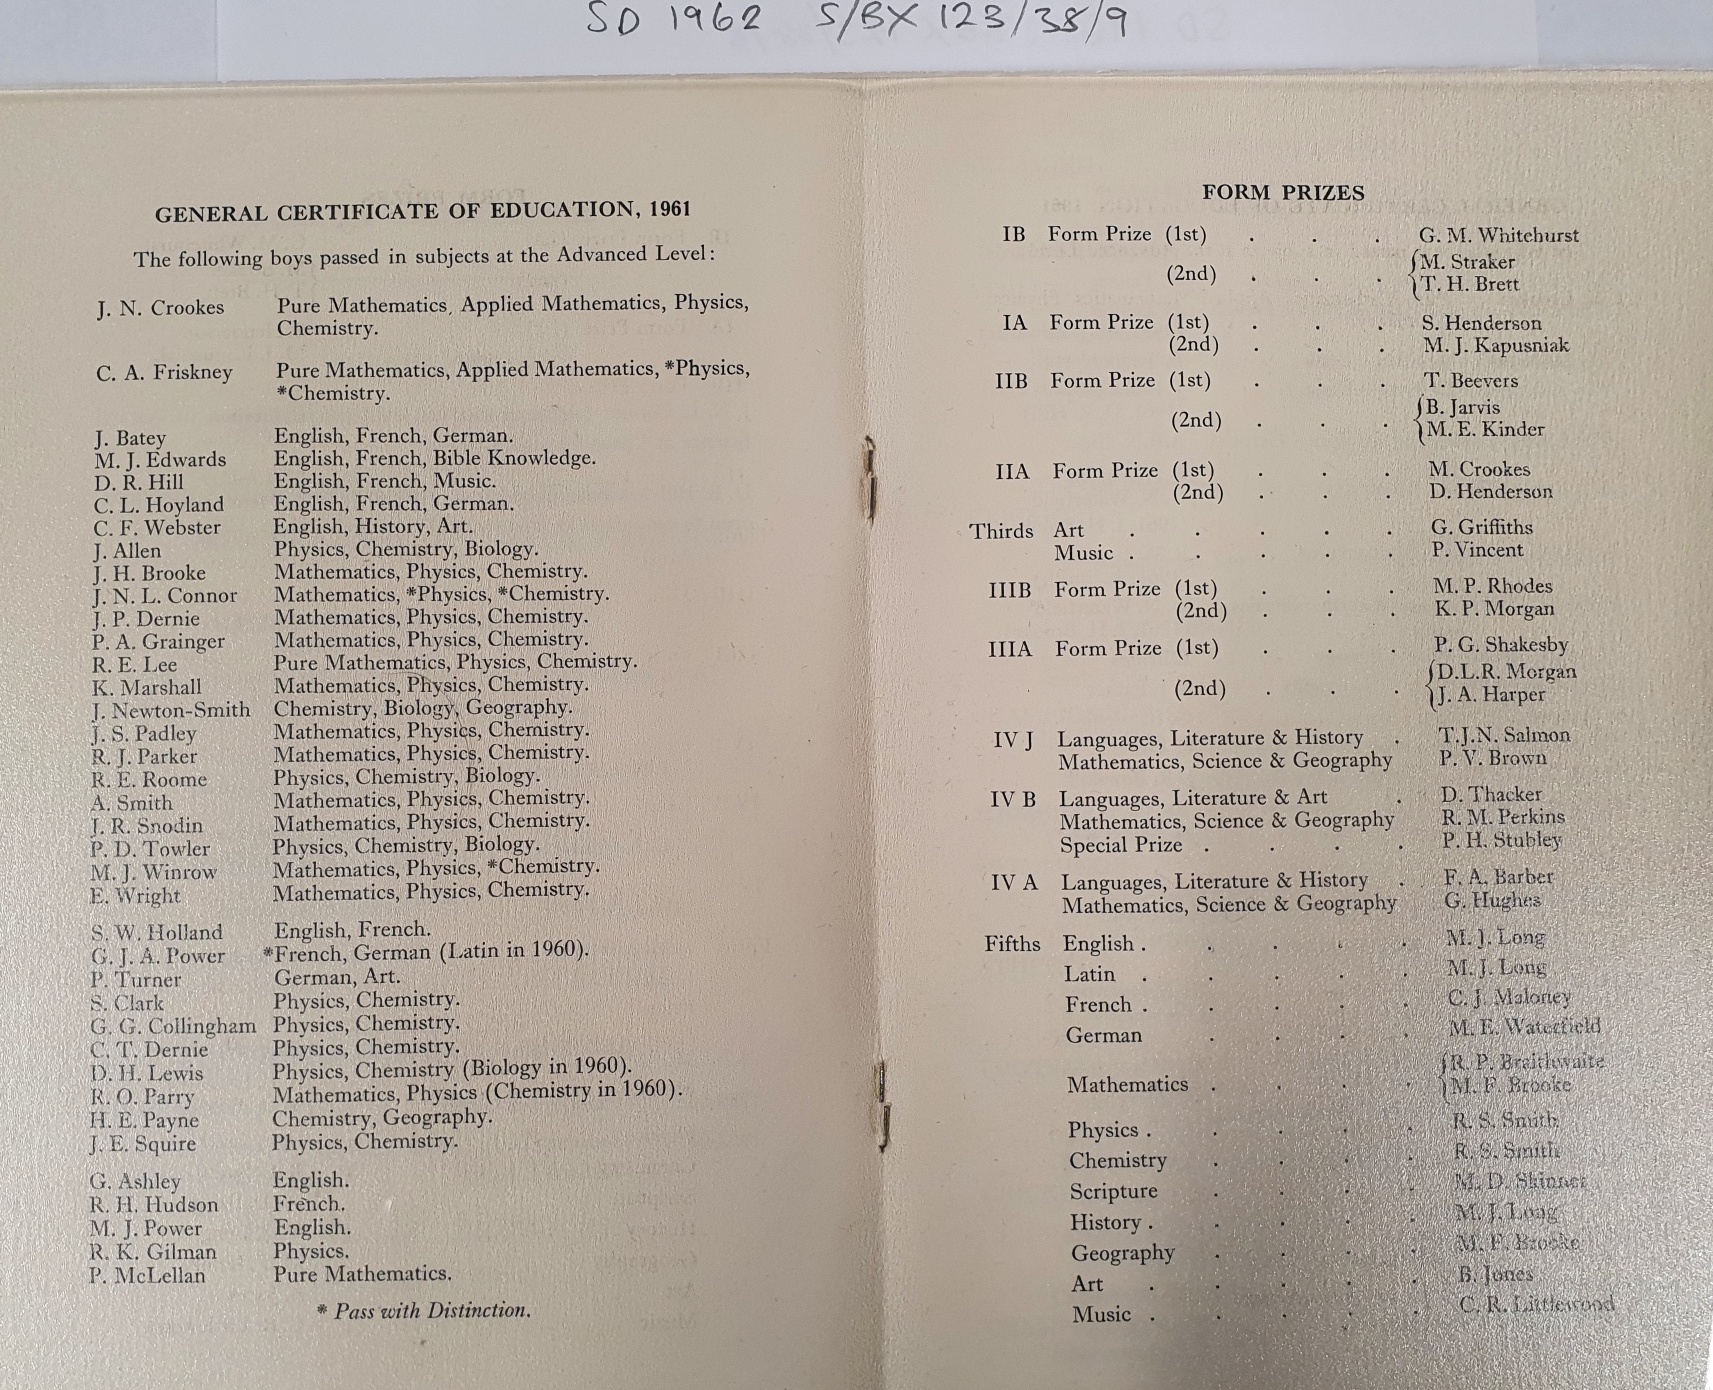 SD 1962 S/BX 123/38/9
GENERAL CERTIFICATE OF EDUCATION, 1961
The following boys passed in subjects at the Advanced Level:
J. N. Crookes Pure Mathematics, Applied Mathematics, Physics,
Chemistry.
C. A. Friskney Pure Mathematics, Applied Mathematics, *Physics,
*Chemistry.
J. Batey English, French, German.
M. J. Edwards English, French, Bible Knowledge.
D. R. Hill English, French, Music.
C. L. Hoyland English, French, German.
C. F. Webster English, History, Art.
J. Allen Physics, Chemistry, Biology.
J. H. Brooke Mathematics, Physics, Chemistry.
J. N. L. Connor Mathematics, *Physics, *Chemistry.
J. P. Dernie Mathematics, Physics, Chemistry.
P. A. Grainger Mathematics, Physics, Chemistry.
R. E. Lee Pure Mathematics, Physics, Chemistry.
K. Marshall Mathematics, Physics, Chemistry.
J. Newton-Smith Chemistry, Biology, Geography.
J. S. Padley Mathematics, Physics, Chemistry.
R. J. Parker Mathematics, Physics, Chemistry.
R. E. Roome Physics, Chemistry, Biology.
A. Smith Mathematics, Physics, Chemistry.
J. R. Snodin Mathematics, Physics, Chemistry.
P. D. Towler Physics, Chemistry, Biology.
M. J. Winrow Mathematics, Physics, *Chemistry.
E. Wright Mathematics, Physics, Chemistry.
S. W. Holland English, French.
G. J. A. Power *French, German (Latin in 1960).
P. Turner German, Art.
S. Clark Physics, Chemistry.
G. G. Collingham Physics, Chemistry.
C. T. Dernie Physics, Chemistry.
D. H. Lewis Physics, Chemistry (Biology in 1960).
R. O. Parry Mathematics, Physics (Chemistry in 1960).
H. E. Payne Chemistry, Geography.
J. E. Squire Physics, Chemistry.
G. Ashley English.
R. H. Hudson French.
M. J. Power English.
R. K. Gilman Physics.
P. McLellan Pure Mathematics.
* Pass with Distinction.
FORM PRIZES
IB Form Prize (1st) . . . G. M. Whitehurst
(2nd) . . . { M. Straker
T. H. Brett
IA Form Prize (1st) . . . S. Henderson
(2nd) . . . M. J. Kapusniak
IIB Form Prize (1st) . . . T. Beevers
(2nd) . . . { B. Jarvis
M. E. Kinder
IIA Form Prize (1st) . . . M. Crookes
(2nd) . . . D. Henderson
Thirds Art . . . . . G. Griffiths
Music . . . . . P. Vincent
IIIB Form Prize (1st) . . . M. P. Rhodes
(2nd) . . . K. P. Morgan
IIIA Form Prize (1st) . . . P. G. Shakesby
(2nd) . . . { D.L.R. Morgan
J. A. Harper
IV J Languages, Literature & History . T.J.N. Salmon
Mathematics, Science & Geography P. V. Brown
IV B Languages, Literature & Art . D. Thacker
Mathematics, Science & Geography R. M. Perkins
Special Prize . . . . P. H. Stubley
IV A Languages, Literature & History . F. A. Barber
Mathematics, Science & Geography G. Hughes
Fifths English . . . . . M. J. Long
Latin . . . . . M. J. Long
French . . . . . C. J. Maloney
German . . . . M. E. Waterfield
Mathematics . . . . { R. P. Braithwaite
M. F. Brooke
Physics . . . . . R. S. Smith
Chemistry . . . . R. S. Smith
Scripture . . . . M. D. Skinner
History . . . . . M. J. Long
Geography . . . . M. F. Brooke
Art . . . . . B. Jones
Music . . . . . C. R. Littlewood